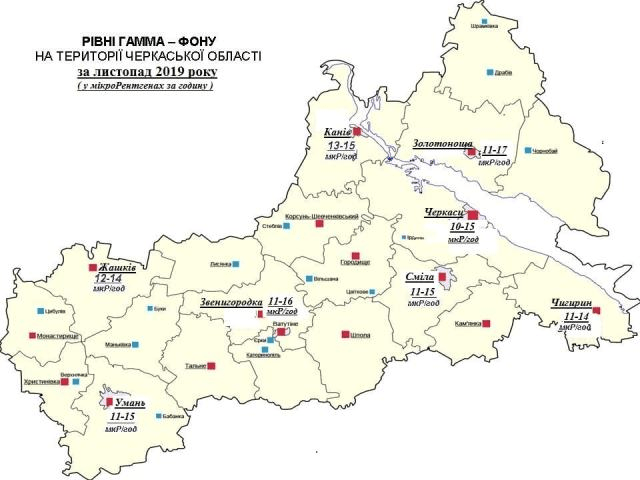 РІВНІ ГАММА – ФОНУ
НА ТЕРИТОРІЇ ЧЕРКАСЬКОЇ ОБЛАСТІ
за листопад 2019 року
( у мікроРентгенах за годину )
Шрамківка
Драбів
Канів
13-15
мкР/год
Золотоноша
11-17
мкР/год
Чорнобай
Корсунь-Шевченківський
Стеблів
Черкаси
10-15
мкР/год
Городище
Лисянка
Жашків
12-14
мкР/год
Вільшана
Цвіткове
Сміла
11-15
мкР/год
Звенигородка
11-16
мкР/год
Чигирин
11-14
мкР/год
Цибулів
Буки
Ватутіне
Кам'янка
Монастирище
Маньківка
Єрки
Катеринопіль
Шпола
Тальне
Христинівка
Верхнячка
Умань
11-15
мкР/год
Бабанка